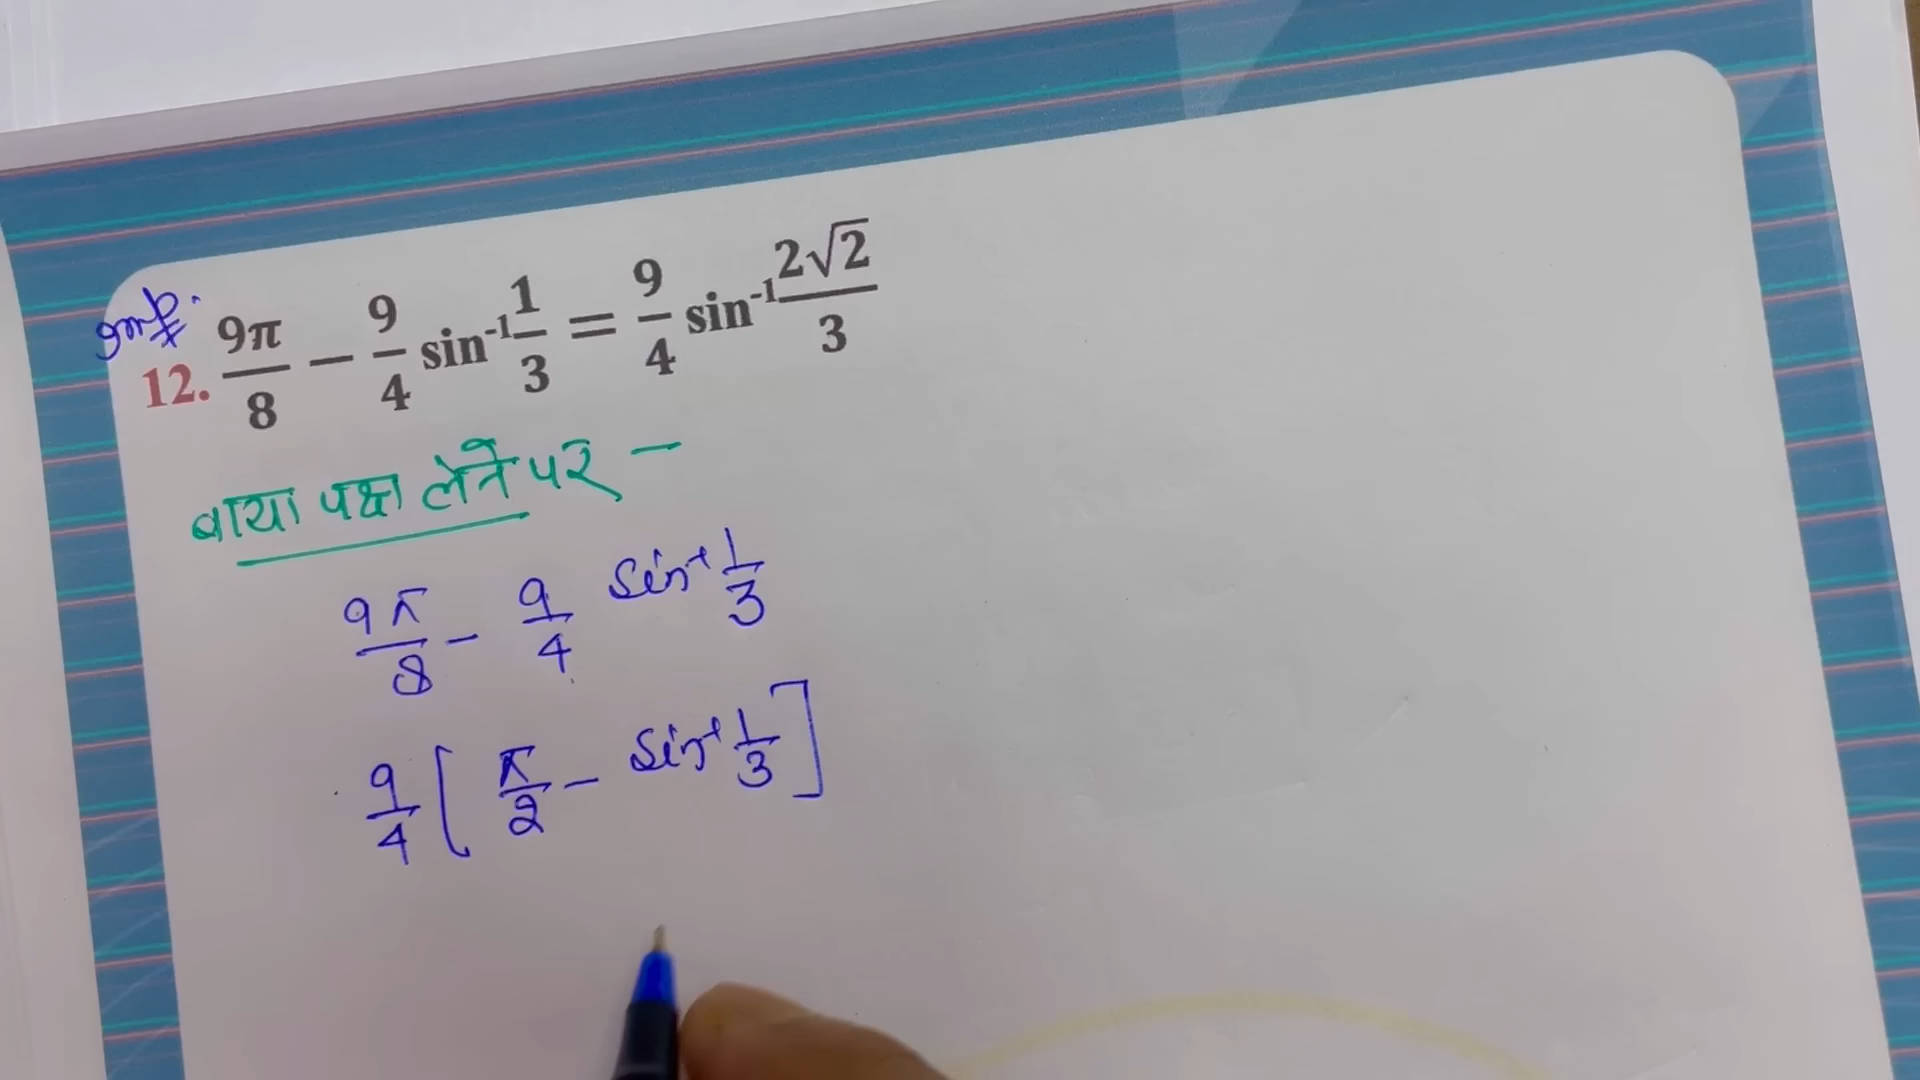 Imp.
12. 9π/8 − 9/4 sin⁻¹ 1/3 = 9/4 sin⁻¹ 2√2/3
बाया पक्ष लेने पर −
9π/8 − 9/4 sin⁻¹ 1/3
9/4 [ π/2 − sin⁻¹ 1/3 ]